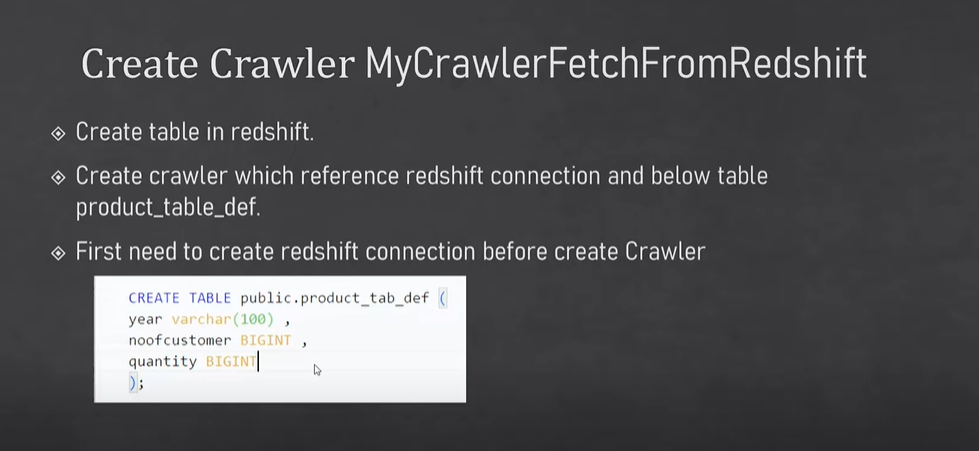 Create Crawler MyCrawlerFetchFromRedshift
Create table in redshift.
Create crawler which reference redshift connection and below table
product_table_def.
First need to create redshift connection before create Crawler
CREATE TABLE public.product_tab_def (
year varchar(100) ,
noofcustomer BIGINT ,
quantity BIGINT
);